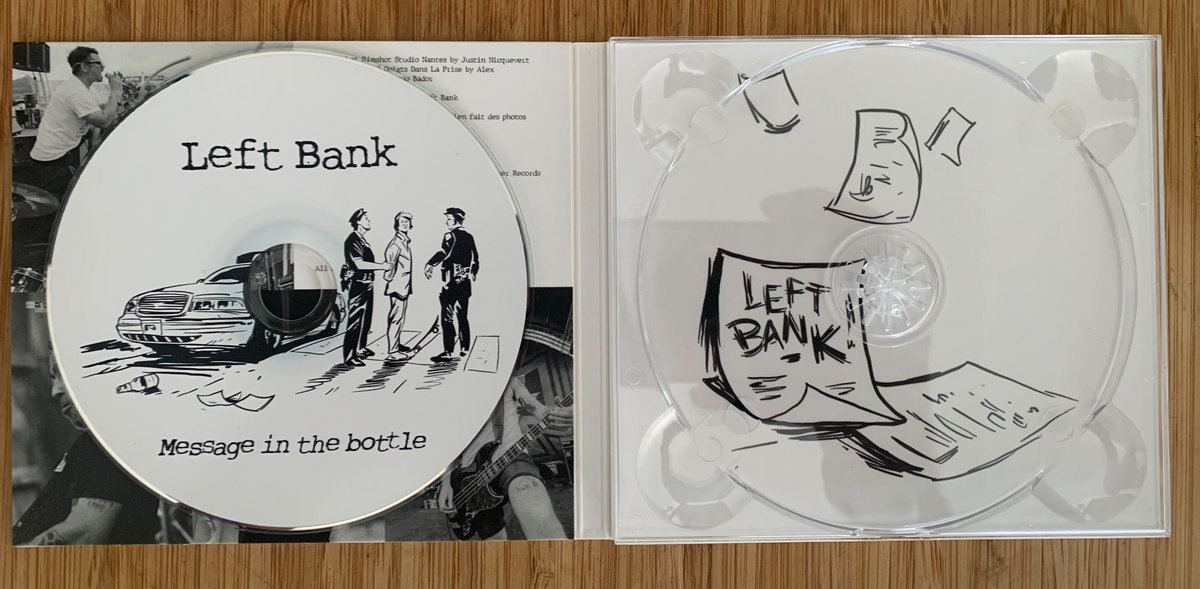 Rimshot Studio Nantes by Justin Nicquevert
Doigts Dans La Prise by Alex
Bador
Bank
fait des photos
Records
Left Bank
All
Message in the bottle
LEFT
BANK